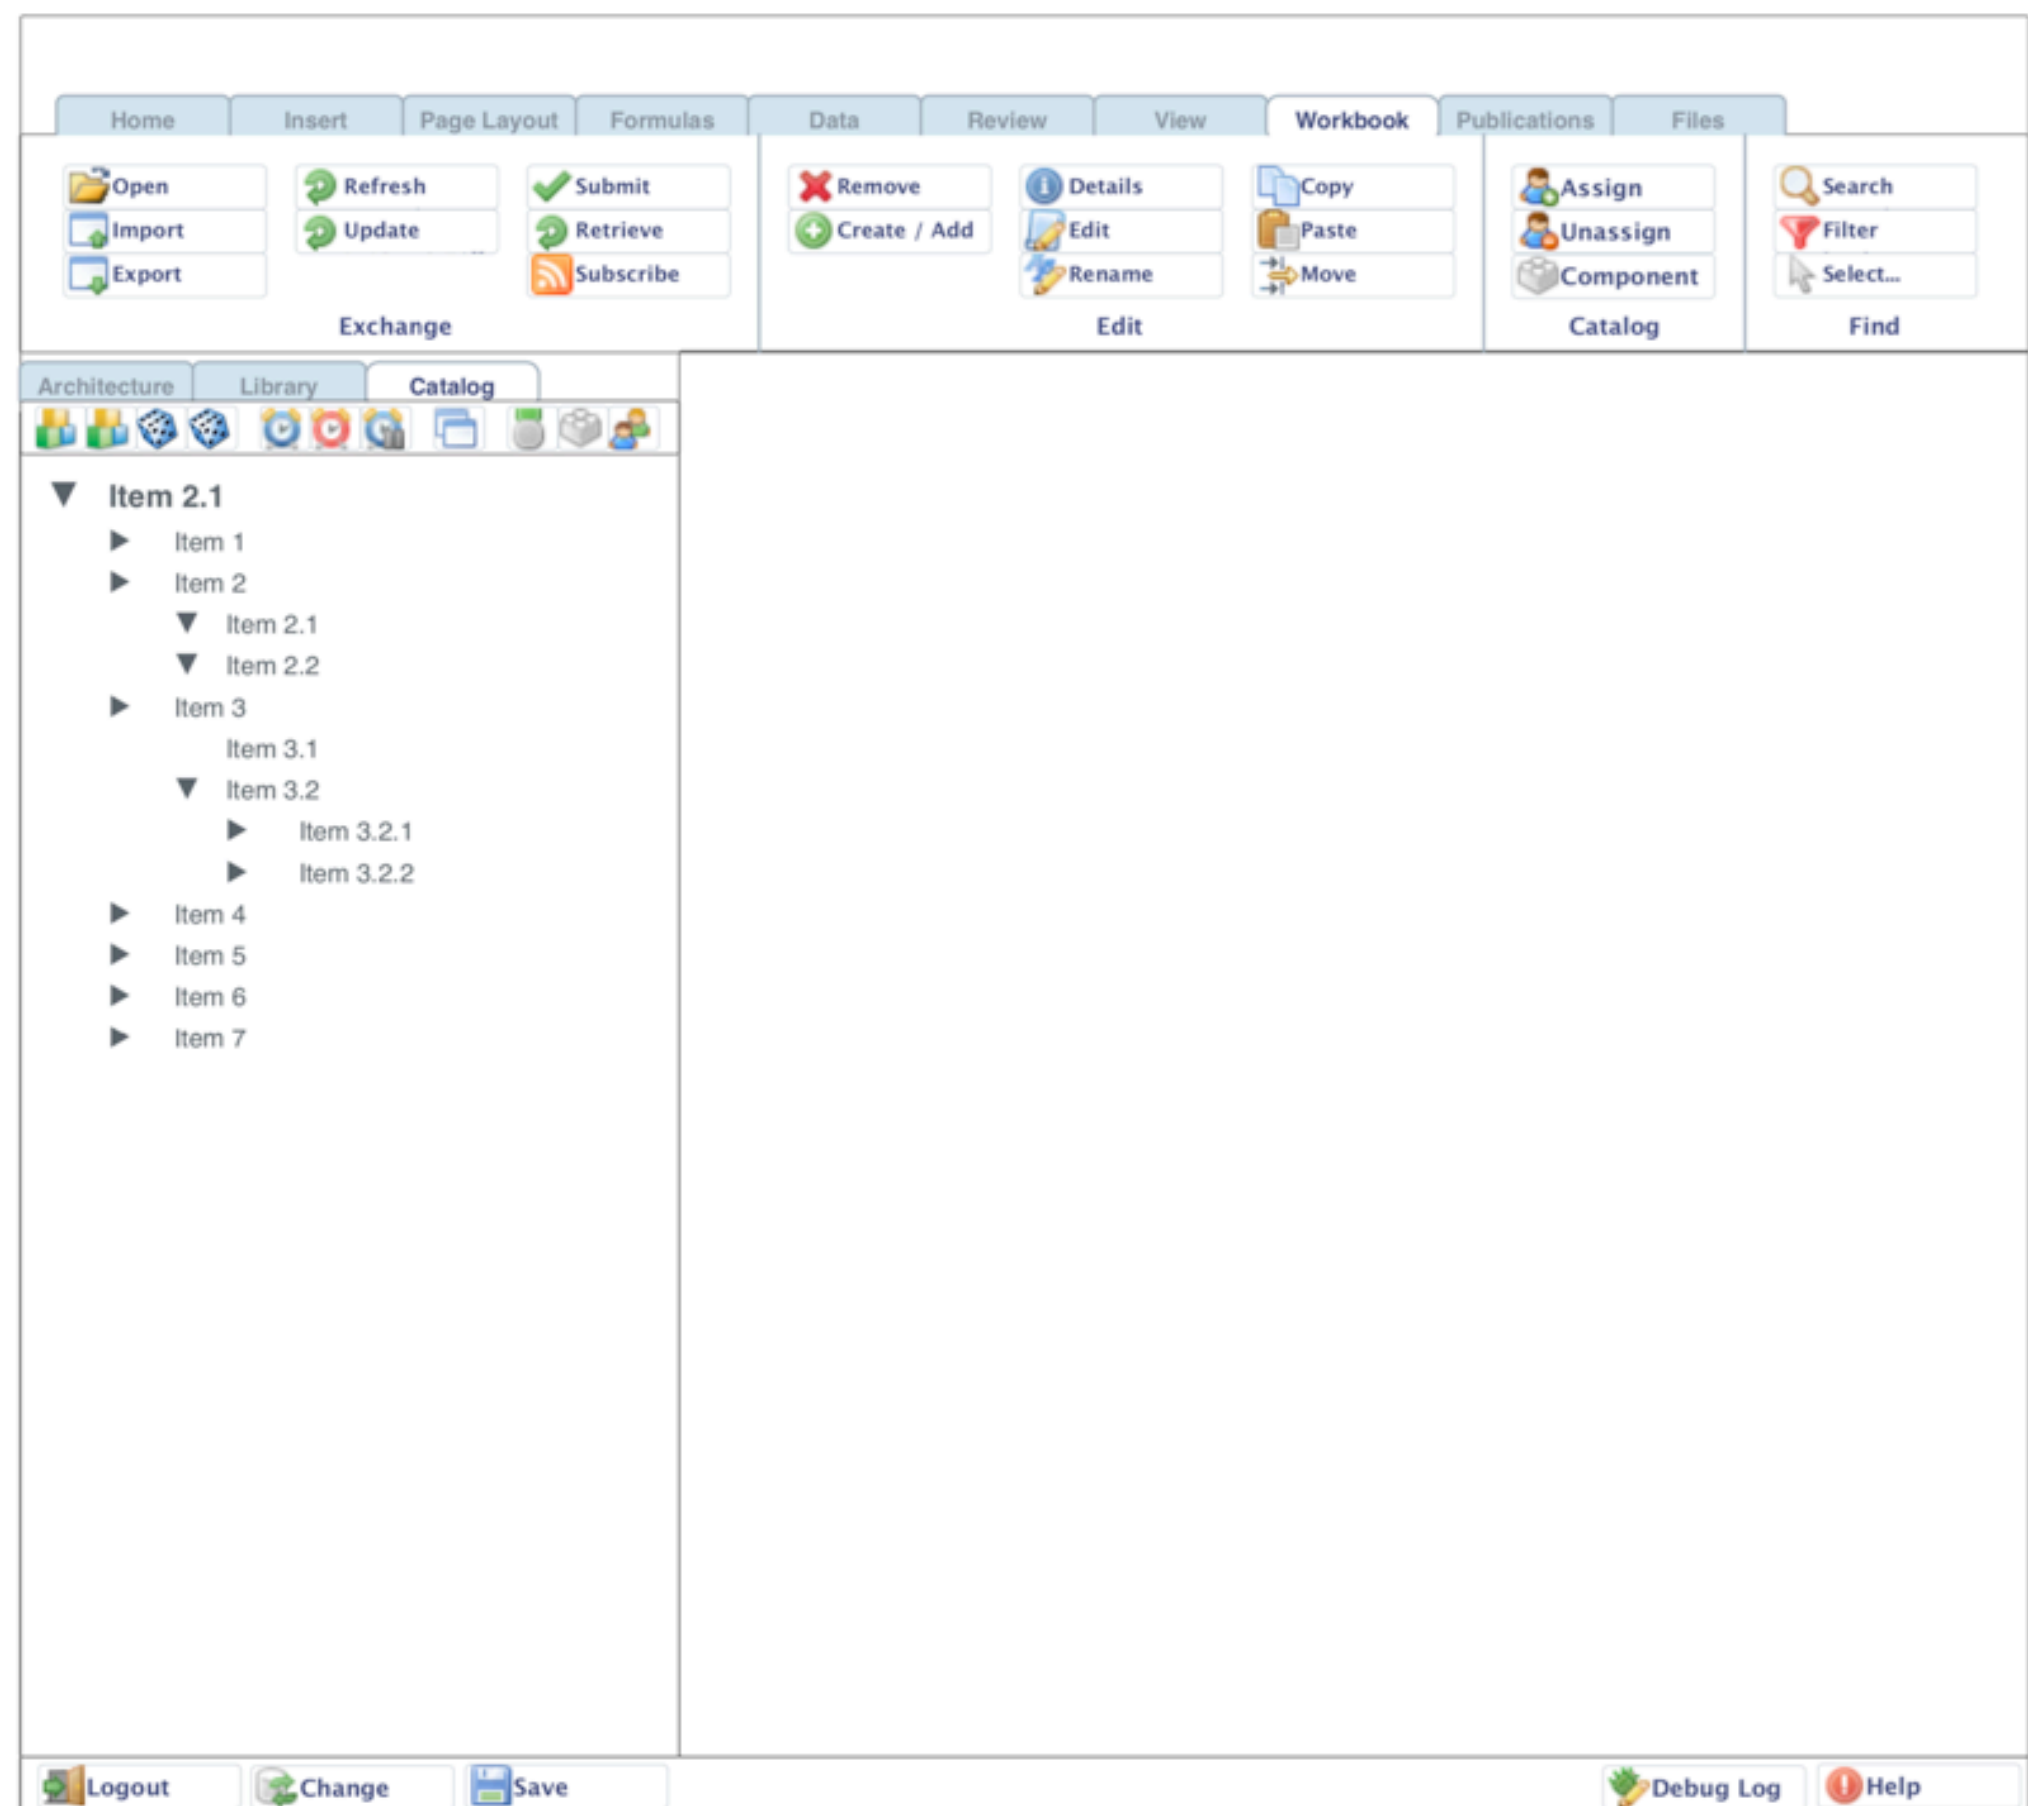 Home Insert Page Layout Formulas Data Review View Workbook Publications Files
Open Refresh Submit Remove Details Copy Assign Search
Import Update Retrieve Create / Add Edit Paste Unassign Filter
Export Subscribe Rename Move Component Select...
Exchange Edit Catalog Find
Architecture Library Catalog
Item 2.1
Item 1
Item 2
Item 2.1
Item 2.2
Item 3
Item 3.1
Item 3.2
Item 3.2.1
Item 3.2.2
Item 4
Item 5
Item 6
Item 7
Logout Change Save Debug Log Help